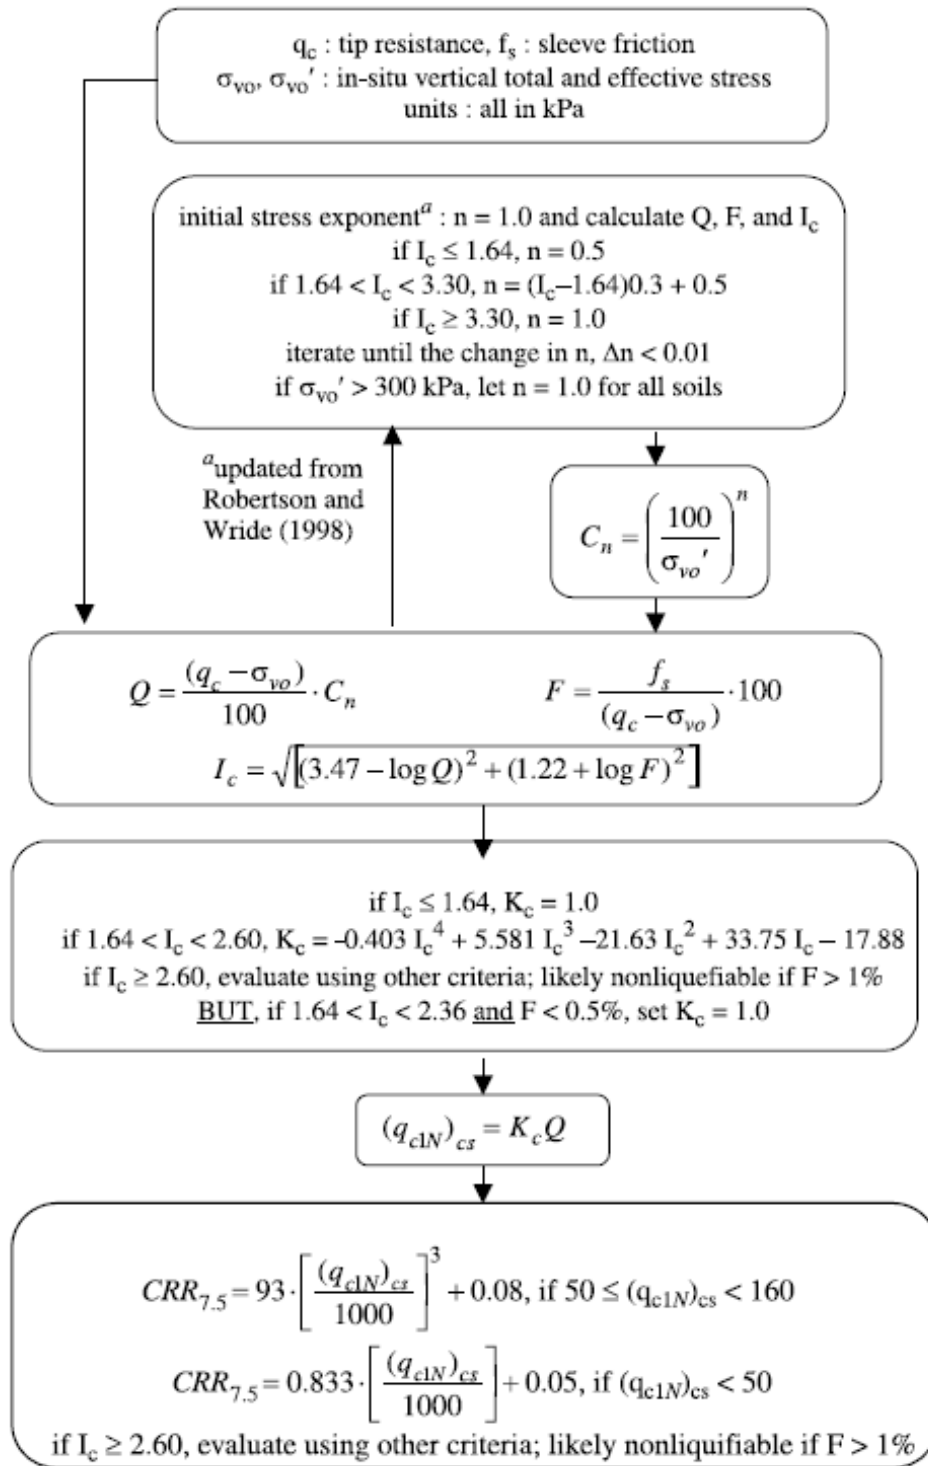 q_c : tip resistance, f_s : sleeve friction
σ_vo, σ_vo′ : in-situ vertical total and effective stress
units : all in kPa
initial stress exponent^a : n = 1.0 and calculate Q, F, and I_c
if I_c ≤ 1.64, n = 0.5
if 1.64 < I_c < 3.30, n = (I_c–1.64)0.3 + 0.5
if I_c ≥ 3.30, n = 1.0
iterate until the change in n, Δn < 0.01
if σ_vo′ > 300 kPa, let n = 1.0 for all soils
^a updated from
Robertson and
Wride (1998)
C_n = (100 / σ_vo′)^n
Q = (q_c – σ_vo) / 100 · C_n
F = f_s / (q_c – σ_vo) · 100
I_c = √[(3.47 – log Q)^2 + (1.22 + log F)^2]
if I_c ≤ 1.64, K_c = 1.0
if 1.64 < I_c < 2.60, K_c = –0.403 I_c^4 + 5.581 I_c^3 –21.63 I_c^2 + 33.75 I_c – 17.88
if I_c ≥ 2.60, evaluate using other criteria; likely nonliquefiable if F > 1%
BUT, if 1.64 < I_c < 2.36 and F < 0.5%, set K_c = 1.0
(q_c1N)_cs = K_c Q
CRR_7.5 = 93 · [(q_c1N)_cs / 1000]^3 + 0.08, if 50 ≤ (q_c1N)_cs < 160
CRR_7.5 = 0.833 · [(q_c1N)_cs / 1000] + 0.05, if (q_c1N)_cs < 50
if I_c ≥ 2.60, evaluate using other criteria; likely nonliquifiable if F > 1%